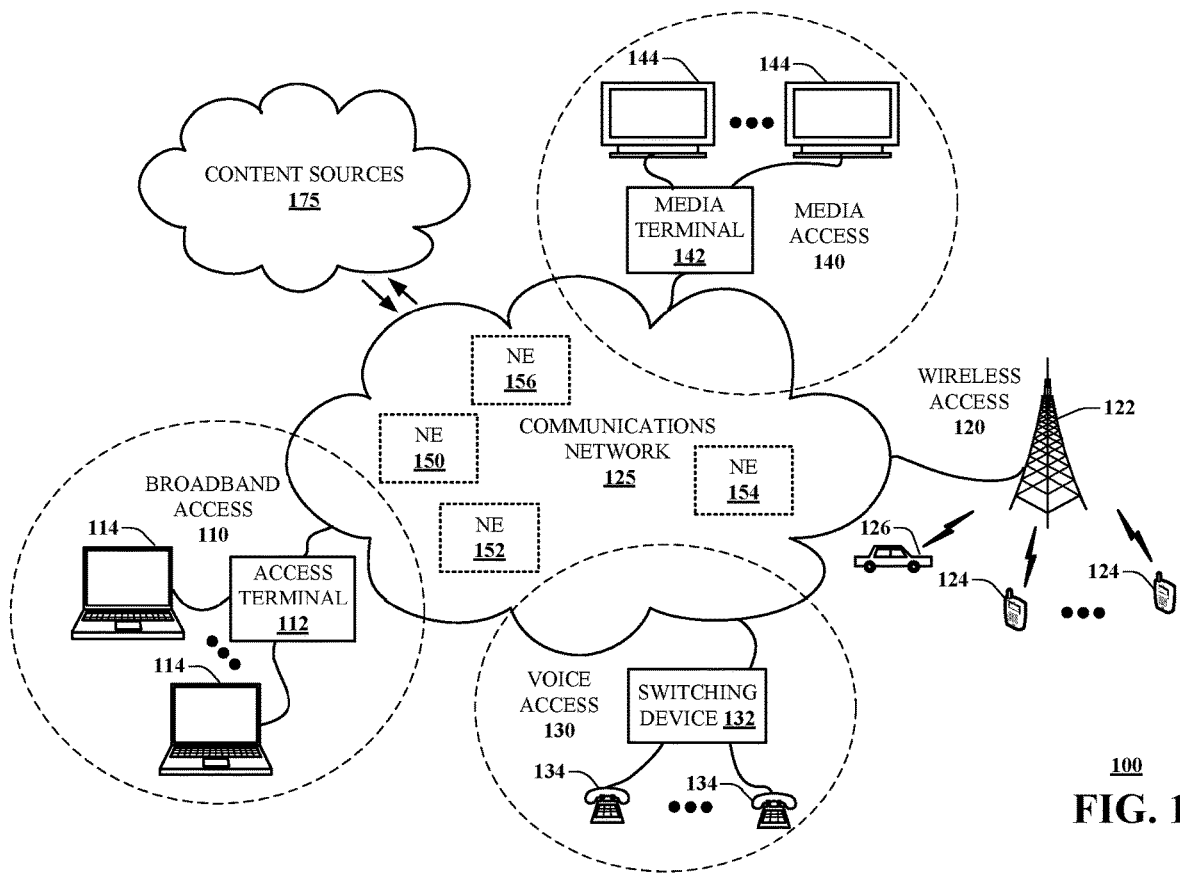 144
144
CONTENT SOURCES
175
MEDIA
TERMINAL
142
MEDIA
ACCESS
140
NE
156
WIRELESS
ACCESS
120
122
COMMUNICATIONS
NETWORK
125
NE
150
NE
154
BROADBAND
ACCESS
110
NE
152
114
126
124
124
ACCESS
TERMINAL
112
114
VOICE
ACCESS
130
SWITCHING
DEVICE 132
134
134
100
FIG. 1